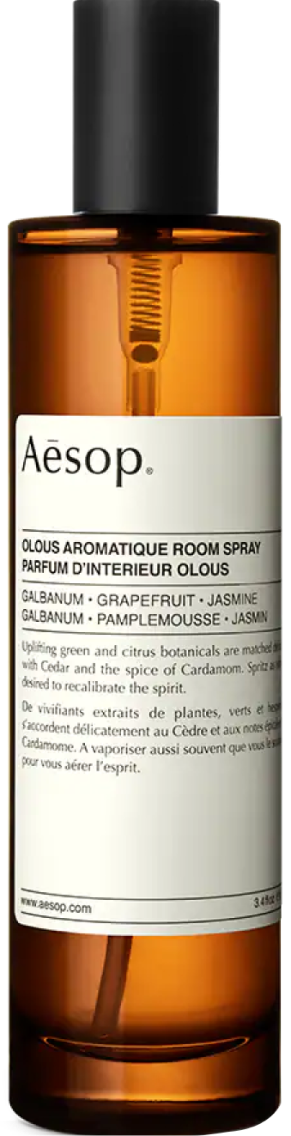 Aēsop®
OLOUS AROMATIQUE ROOM SPRAY
PARFUM D'INTERIEUR OLOUS
GALBANUM • GRAPEFRUIT • JASMINE
GALBANUM • PAMPLEMOUSSE • JASMIN
Uplifting green and citrus botanicals are matched
with Cedar and the spice of Cardamom. Spritz as
desired to recalibrate the spirit.
De vivifiants extraits de plantes, verts et
s'accordent délicatement au Cèdre et aux notes
Cardamome. A vaporiser aussi souvent que vous le
pour vous aérer l'esprit.
www.aesop.com 3.4 fl oz